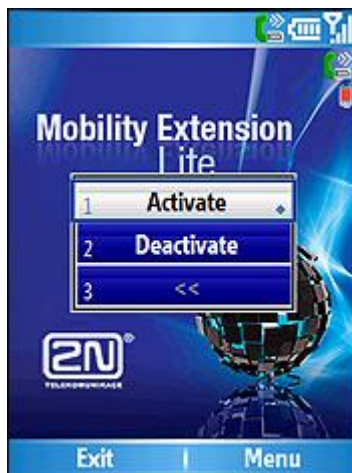 Mobility Extension
Lite
1 Activate
2 Deactivate
3 <<
2N®
TELEKOMUNIKACE
Exit Menu